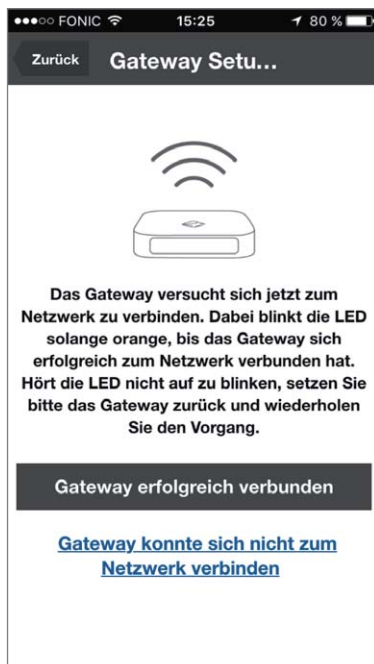 FONIC 15:25 80 %
Zurück Gateway Setu...
Das Gateway versucht sich jetzt zum
Netzwerk zu verbinden. Dabei blinkt die LED
solange orange, bis das Gateway sich
erfolgreich zum Netzwerk verbunden hat.
Hört die LED nicht auf zu blinken, setzen Sie
bitte das Gateway zurück und wiederholen
Sie den Vorgang.
Gateway erfolgreich verbunden
Gateway konnte sich nicht zum
Netzwerk verbinden